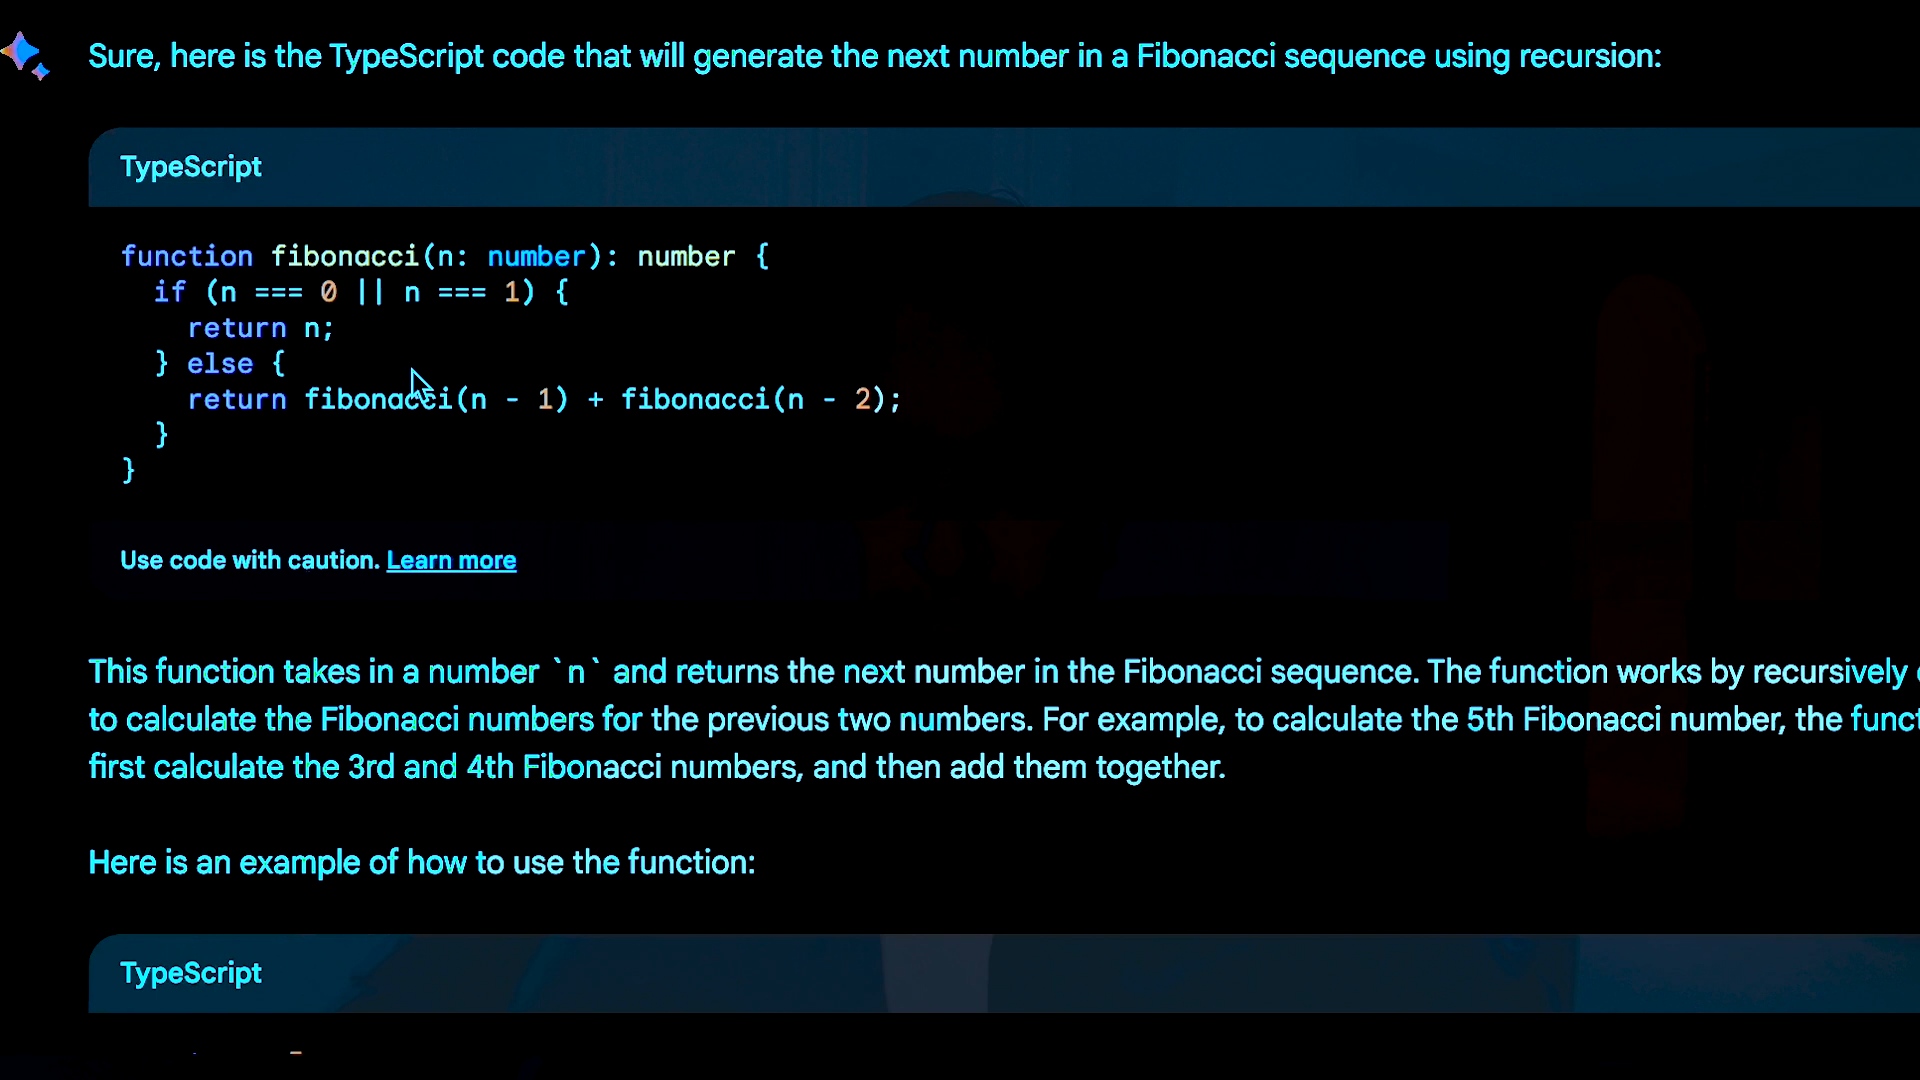 Sure, here is the TypeScript code that will generate the next number in a Fibonacci sequence using recursion:
TypeScript
function fibonacci(n: number): number {
  if (n === 0 || n === 1) {
    return n;
  } else {
    return fibonacci(n - 1) + fibonacci(n - 2);
  }
}
Use code with caution. Learn more
This function takes in a number `n` and returns the next number in the Fibonacci sequence. The function works by recursively
to calculate the Fibonacci numbers for the previous two numbers. For example, to calculate the 5th Fibonacci number, the
first calculate the 3rd and 4th Fibonacci numbers, and then add them together.
Here is an example of how to use the function:
TypeScript